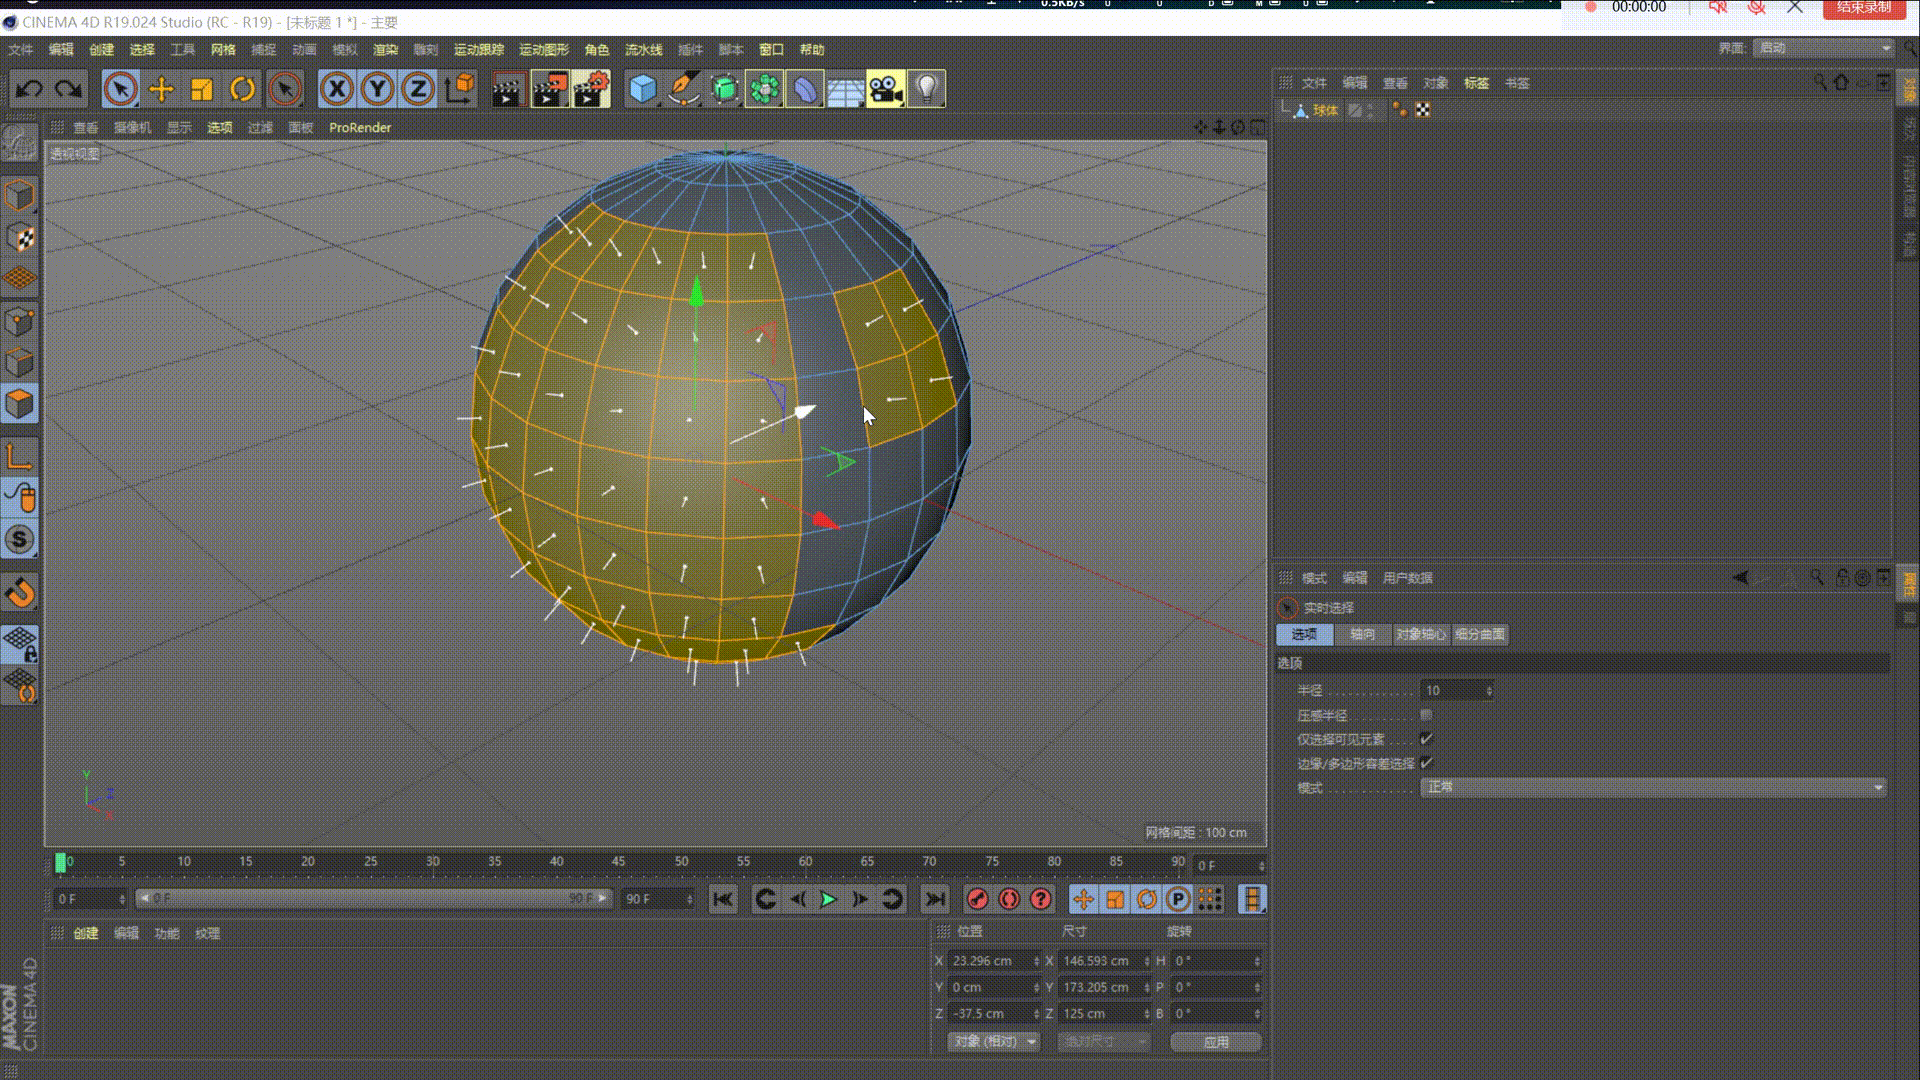 0.5KB/s
00:00:00
结束录制
CINEMA 4D R19.024 Studio (RC - R19) - [未标题 1 *] - 主要
文件 编辑 创建 选择 工具 网格 捕捉 动画 模拟 渲染 雕刻 运动跟踪 运动图形 角色 流水线 插件 脚本 窗口 帮助
界面: 启动
文件 编辑 查看 对象 标签 书签
球体
查看 摄像机 显示 选项 过滤 面板 ProRender
透视视图
Y
Z
X
网格间距 : 100 cm
对象
属性
模式 编辑 用户数据
实时选择
选项 轴向 对象轴心 细分曲面
选项
半径 10
压感半径
仅选择可见元素
边缘/多边形容差选择
模式 正常
0 5 10 15 20 25 30 35 40 45 50 55 60 65 70 75 80 85 90 0 F
0 F 0 F 90 F 90 F
创建 编辑 功能 纹理
位置 尺寸 旋转
X 23.296 cm X 146.593 cm H 0 °
Y 0 cm Y 173.205 cm P 0 °
Z -37.5 cm Z 125 cm B 0 °
对象 (相对) 绝对尺寸 应用
MAXON
CINEMA 4D